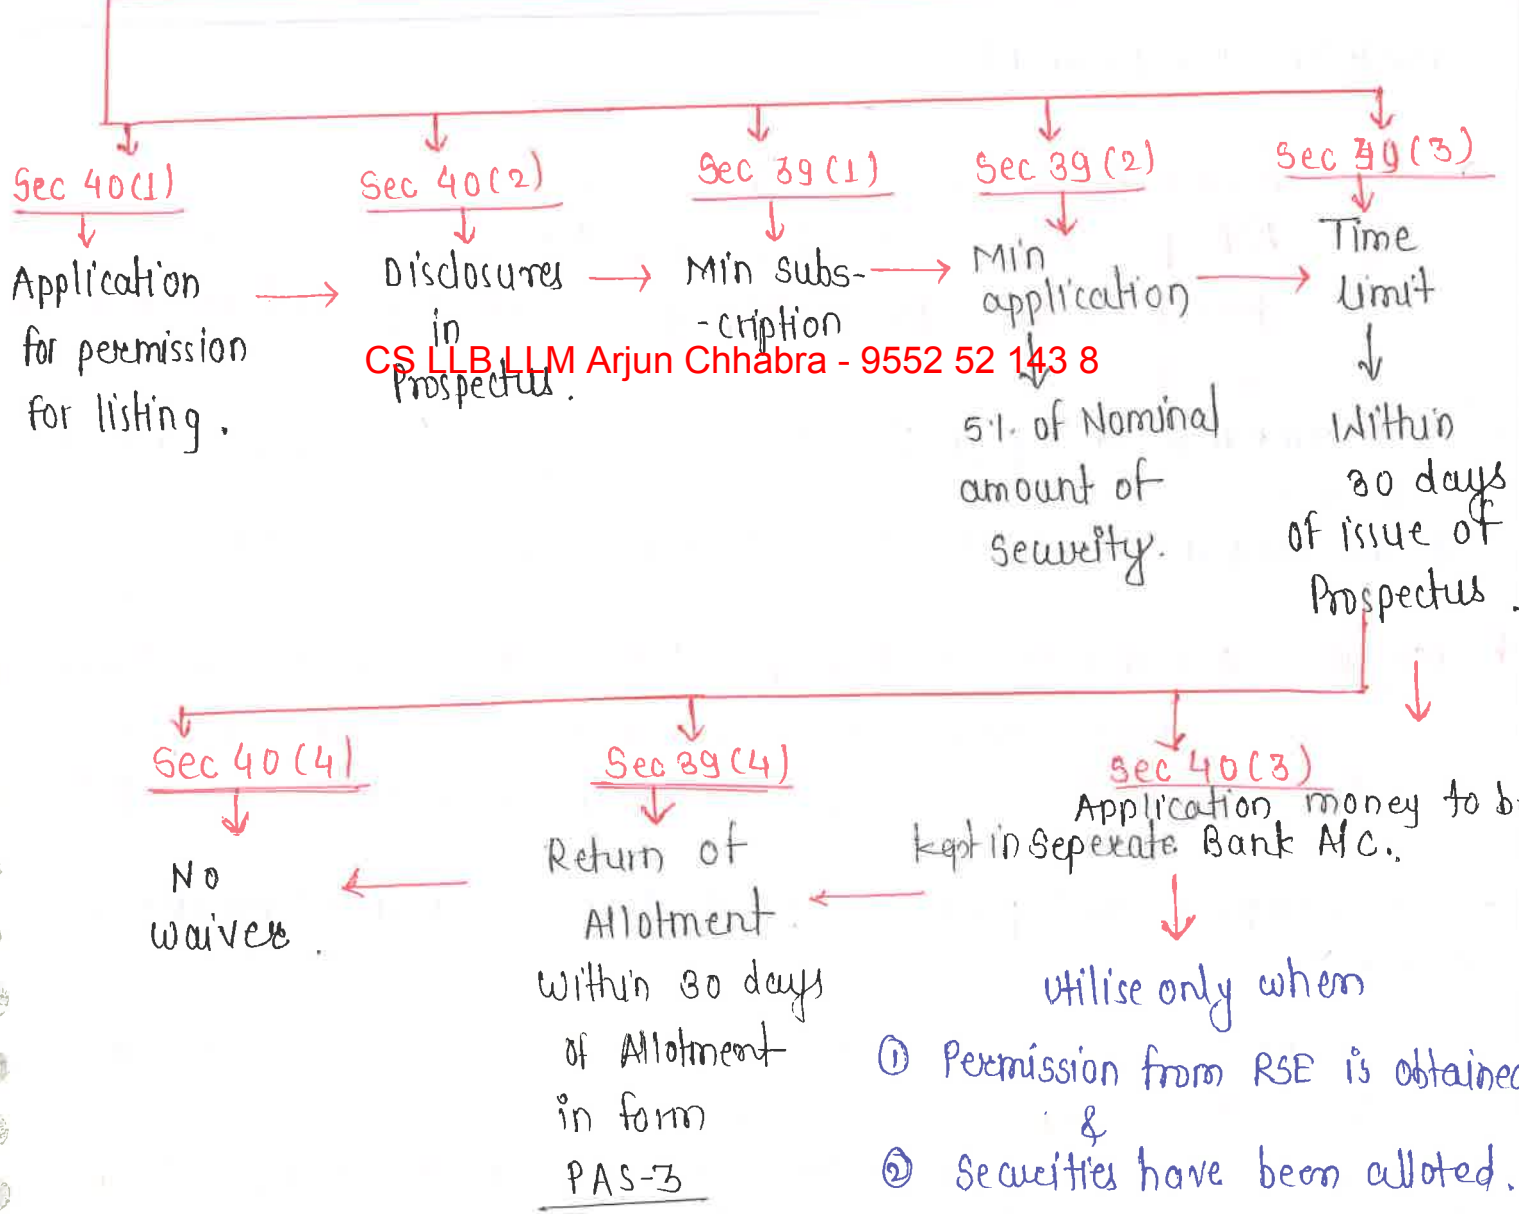 Sec 40(1)
Application
for permission
for listing.
Sec 40(2)
Disclosures
in
Prospectus.
Sec 39(1)
Min subs-
-cription
Sec 39(2)
Min
application
5% of Nominal
amount of
security.
Sec 39(3)
Time
limit
Within
30 days
of issue of
Prospectus.
CS LLB LLM Arjun Chhabra - 9552 52 143 8
Sec 40(3)
Application money to b
kept in Seperate Bank A/C.
utilise only when
① Permission from RSE is obtained
&
② Securities have been alloted.
Sec 39(4)
Return of
Allotment
within 30 days
of Allotment
in form
PAS-3
Sec 40(4)
No
waiver.